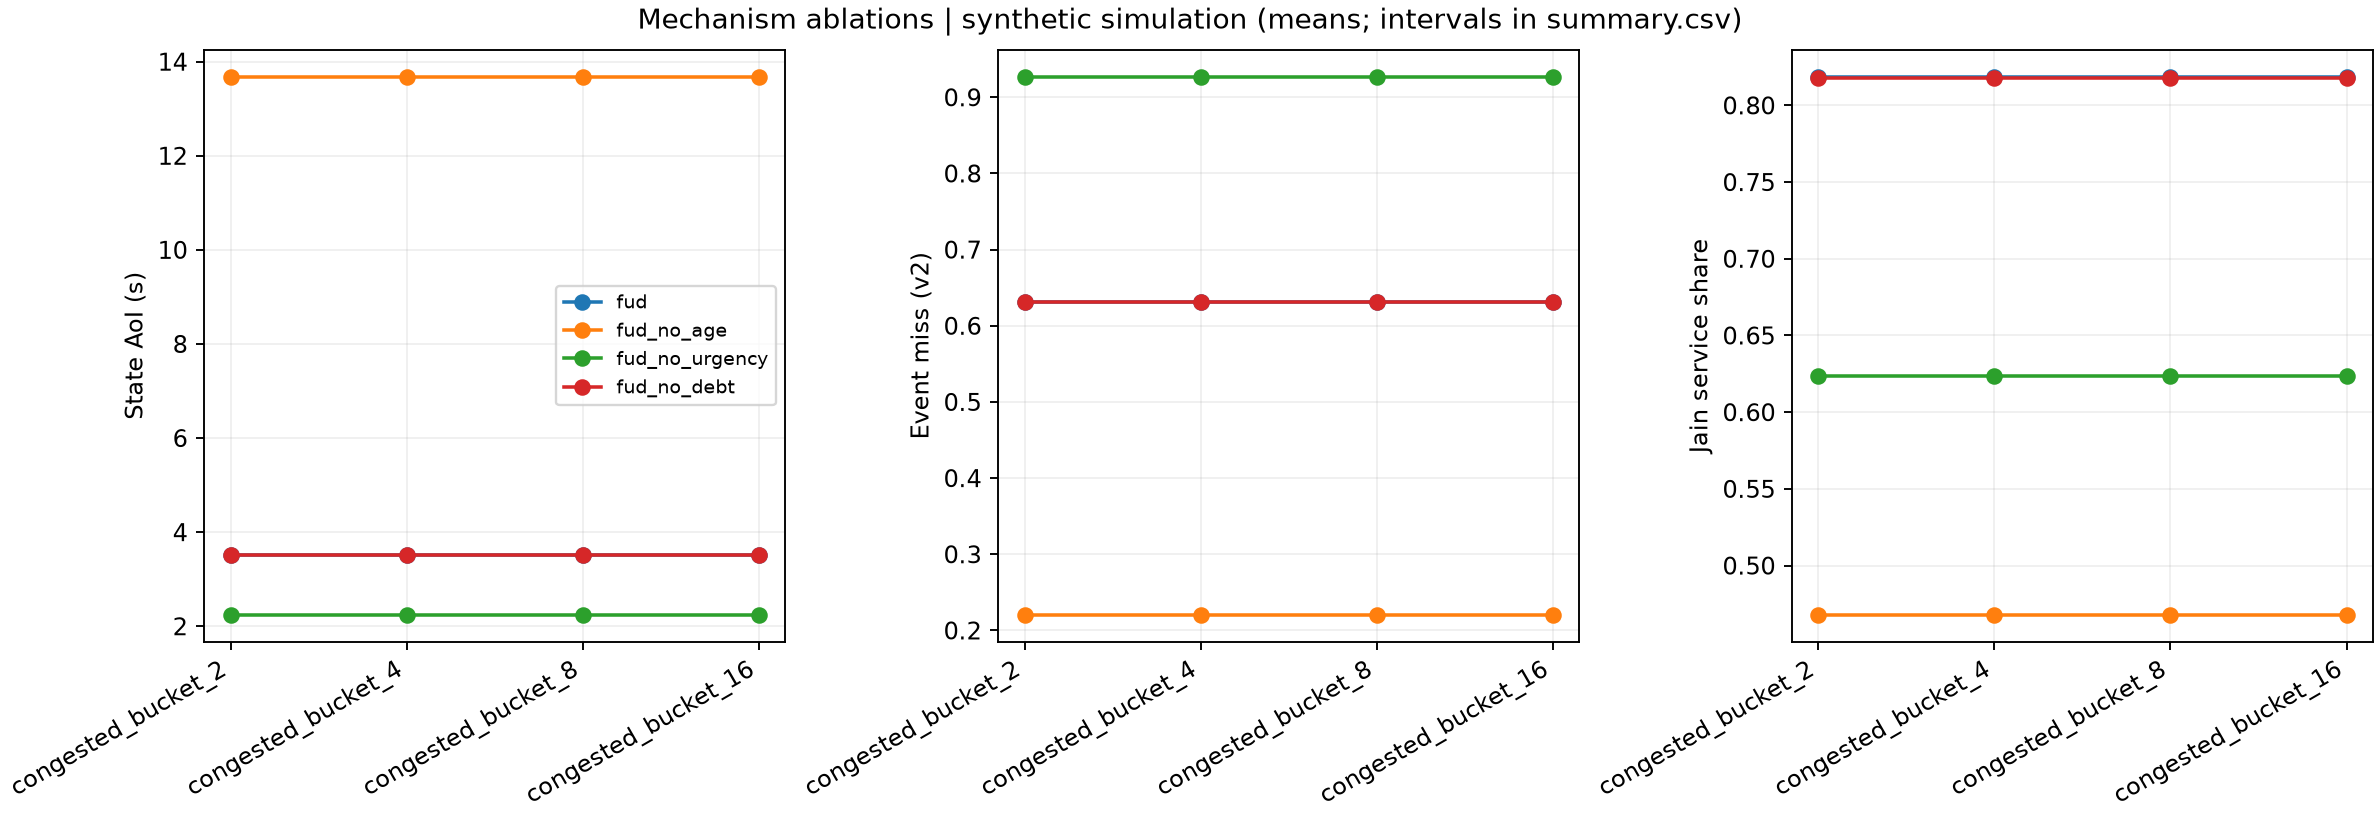 Mechanism ablations | synthetic simulation (means; intervals in summary.csv)
State AoI (s)
14
12
10
8
6
4
2
fud
fud_no_age
fud_no_urgency
fud_no_debt
congested_bucket_2
congested_bucket_4
congested_bucket_8
congested_bucket_16
Event miss (v2)
0.9
0.8
0.7
0.6
0.5
0.4
0.3
0.2
congested_bucket_2
congested_bucket_4
congested_bucket_8
congested_bucket_16
Jain service share
0.80
0.75
0.70
0.65
0.60
0.55
0.50
congested_bucket_2
congested_bucket_4
congested_bucket_8
congested_bucket_16